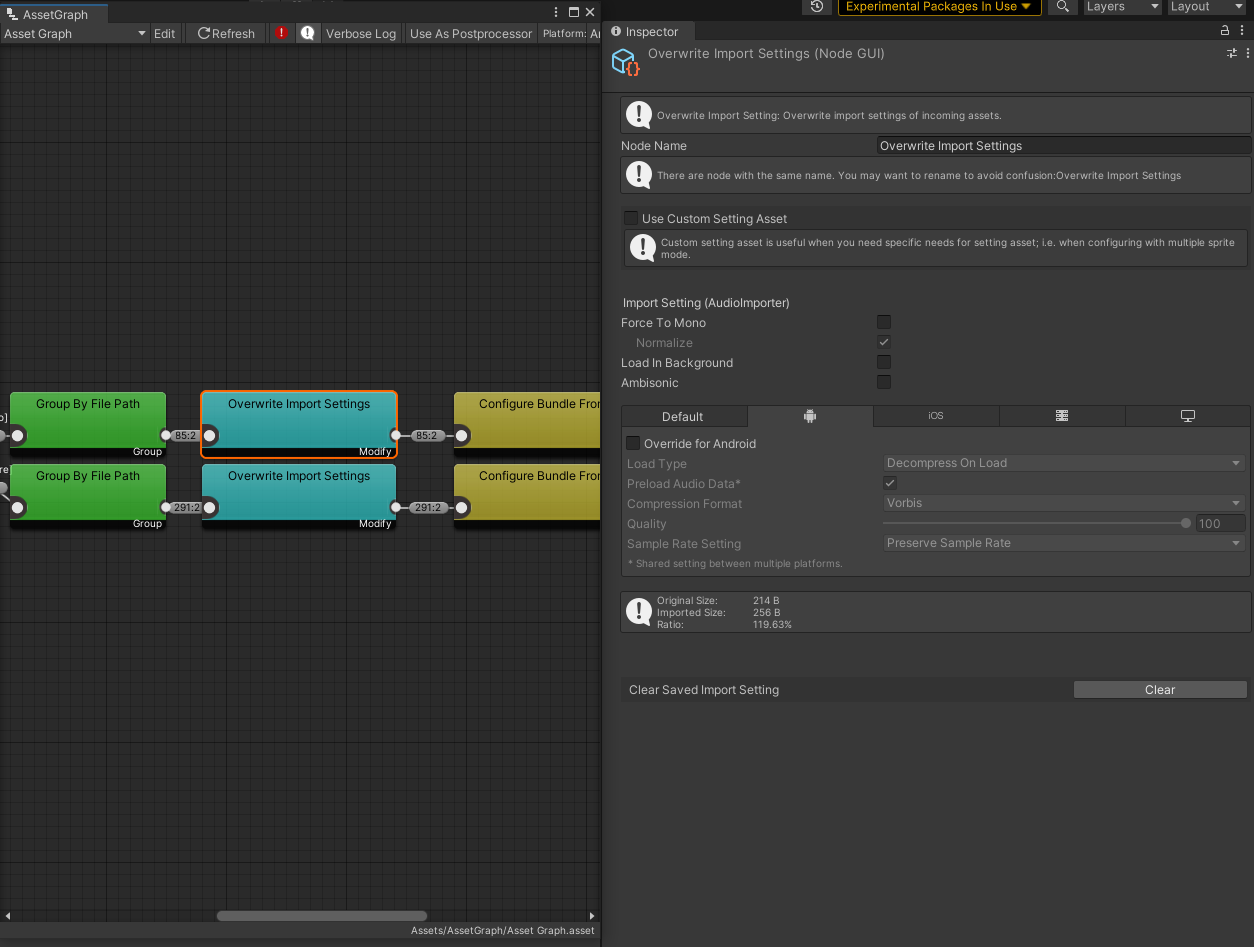 AssetGraph
Asset Graph
Edit
Refresh
Verbose Log
Use As Postprocessor
Platform:
Group By File Path
Overwrite Import Settings
Configure Bundle From
85:2
85:2
Group
Modify
Group By File Path
Overwrite Import Settings
Configure Bundle From
291:2
291:2
Group
Modify
Assets/AssetGraph/Asset Graph.asset
Experimental Packages In Use
Layers
Layout
Inspector
Overwrite Import Settings (Node GUI)
Overwrite Import Setting: Overwrite import settings of incoming assets.
Node Name
Overwrite Import Settings
There are node with the same name. You may want to rename to avoid confusion:Overwrite Import Settings
Use Custom Setting Asset
Custom setting asset is useful when you need specific needs for setting asset; i.e. when configuring with multiple sprite
mode.
Import Setting (AudioImporter)
Force To Mono
Normalize
Load In Background
Ambisonic
Default
iOS
Override for Android
Load Type
Decompress On Load
Preload Audio Data*
Compression Format
Vorbis
Quality
100
Sample Rate Setting
Preserve Sample Rate
* Shared setting between multiple platforms.
Original Size: 214 B
Imported Size: 256 B
Ratio: 119.63%
Clear Saved Import Setting
Clear